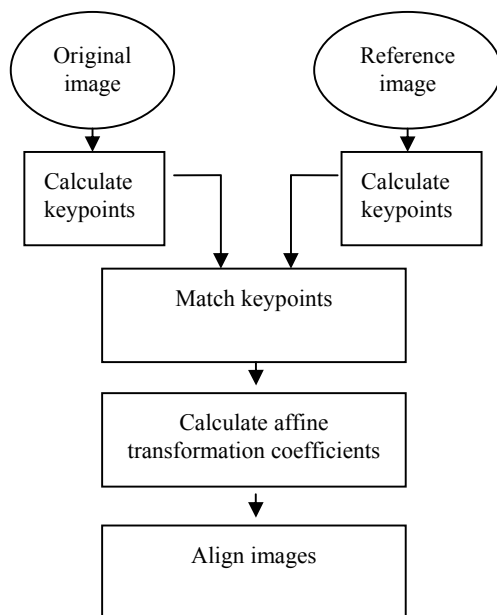 Original
image
Reference
image
Calculate
keypoints
Calculate
keypoints
Match keypoints
Calculate affine
transformation coefficients
Align images